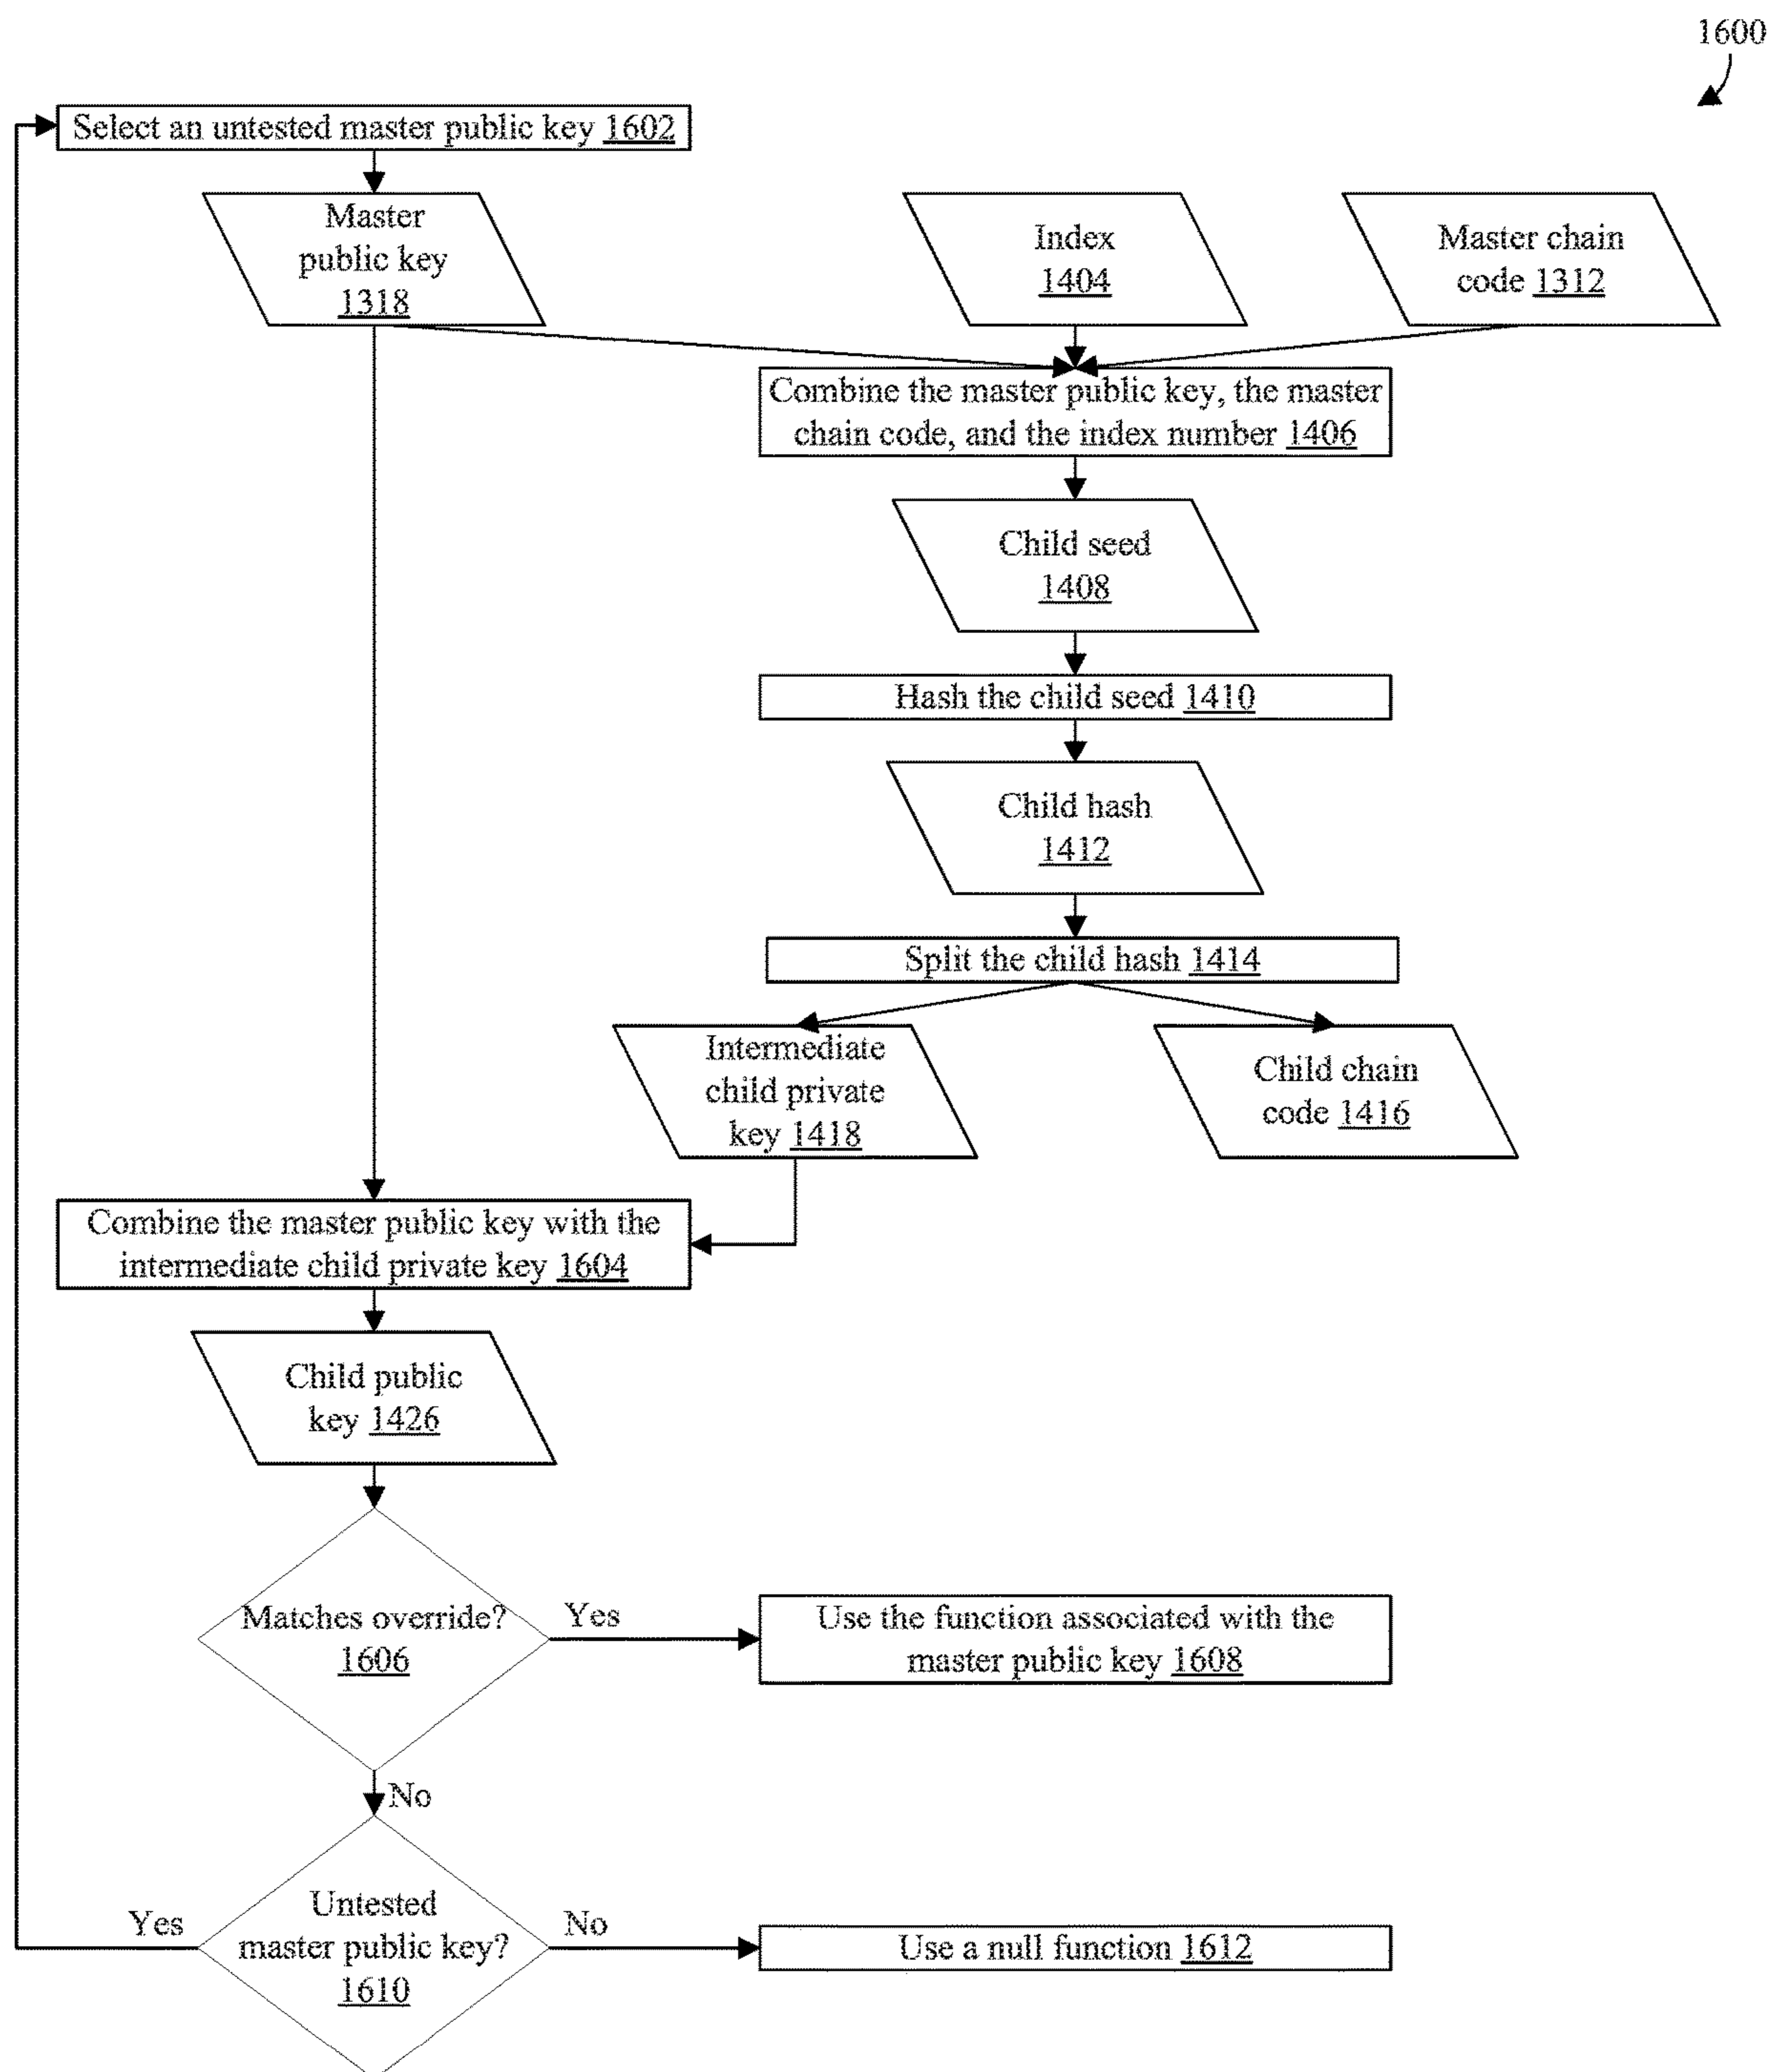 1600
Select an untested master public key 1602
Master
public key
1318
Index
1404
Master chain
code 1312
Combine the master public key, the master
chain code, and the index number 1406
Child seed
1408
Hash the child seed 1410
Child hash
1412
Split the child hash 1414
Intermediate
child private
key 1418
Child chain
code 1416
Combine the master public key with the
intermediate child private key 1604
Child public
key 1426
Matches override?
1606
Yes
Use the function associated with the
master public key 1608
No
Yes
Untested
master public key?
1610
No
Use a null function 1612